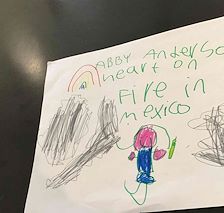 ABBY Anderso
heart on
Fire in
mexico